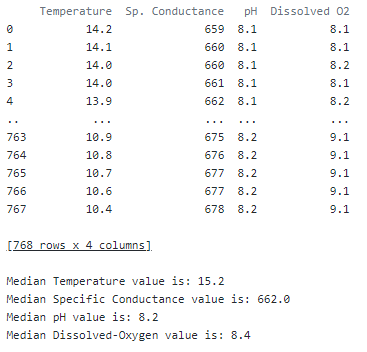 Temperature Sp. Conductance pH Dissolved O2
0 14.2 659 8.1 8.1
1 14.1 660 8.1 8.1
2 14.0 660 8.1 8.2
3 14.0 661 8.1 8.1
4 13.9 662 8.1 8.2
.. ... ... ... ...
763 10.9 675 8.2 9.1
764 10.8 676 8.2 9.1
765 10.7 677 8.2 9.1
766 10.6 677 8.2 9.1
767 10.4 678 8.2 9.1
[768 rows x 4 columns]
Median Temperature value is: 15.2
Median Specific Conductance value is: 662.0
Median pH value is: 8.2
Median Dissolved-Oxygen value is: 8.4